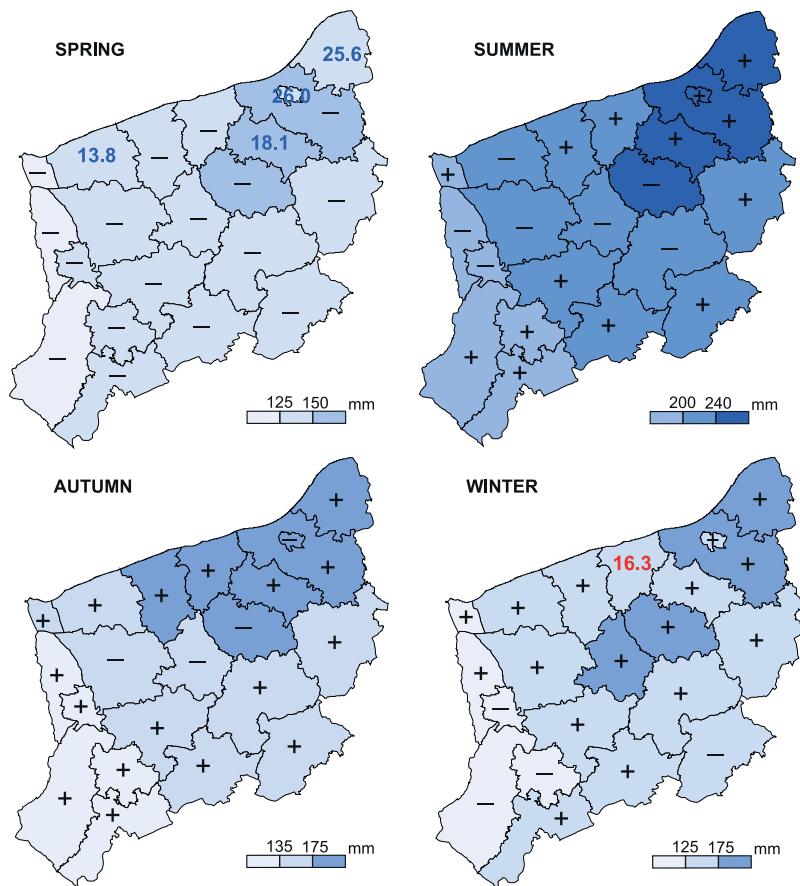 SPRING
25.6
26.0
18.1
13.8
125 150 mm
SUMMER
200 240 mm
AUTUMN
135 175 mm
WINTER
16.3
125 175 mm